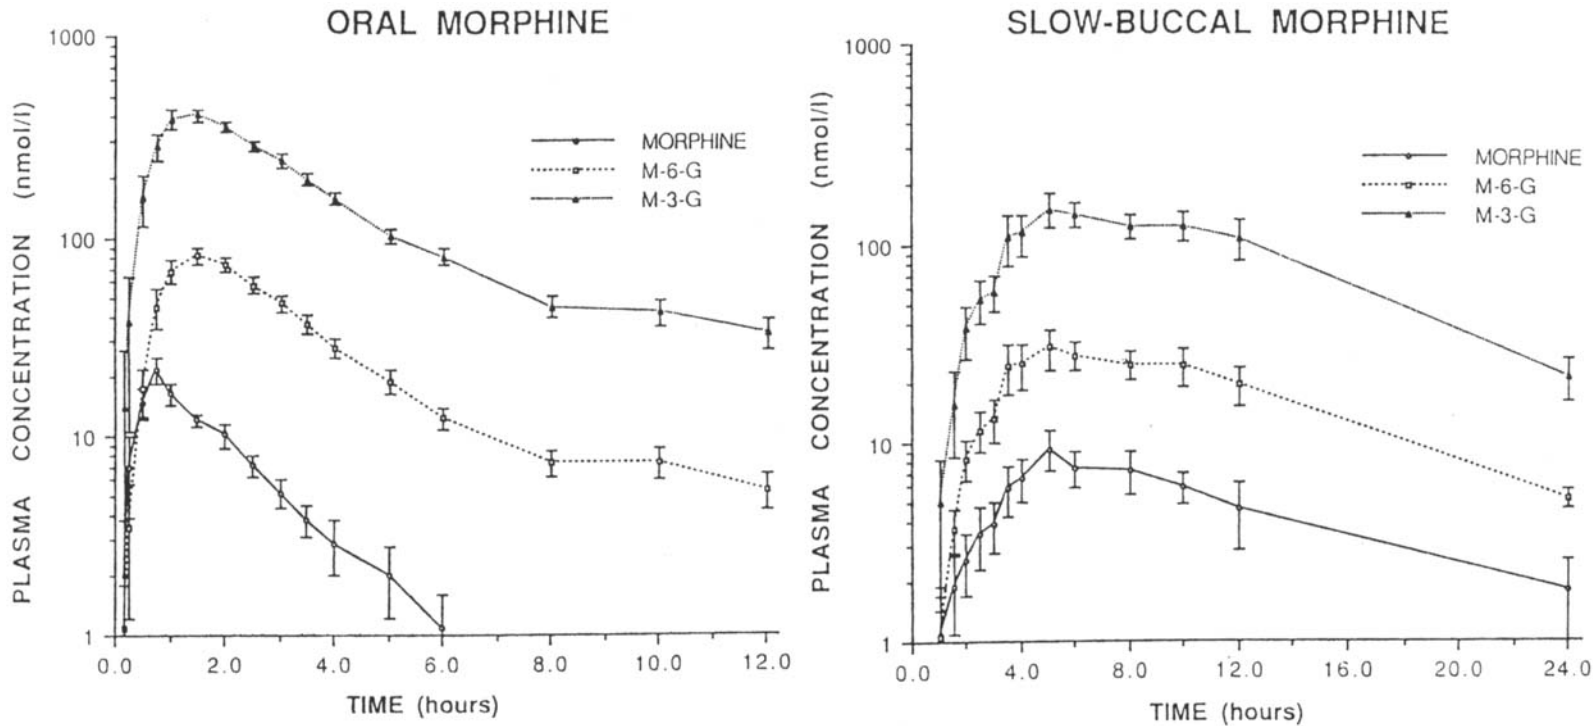 ORAL MORPHINE
PLASMA CONCENTRATION (nmol/l)
1000
100
10
1
MORPHINE
M-6-G
M-3-G
0.0 2.0 4.0 6.0 8.0 10.0 12.0
TIME (hours)
SLOW-BUCCAL MORPHINE
PLASMA CONCENTRATION (nmol/l)
1000
100
10
1
MORPHINE
M-6-G
M-3-G
0.0 4.0 8.0 12.0 16.0 20.0 24.0
TIME (hours)